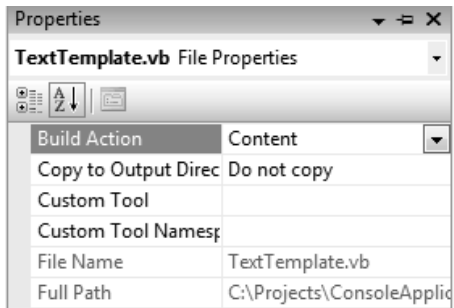 Properties
TextTemplate.vb File Properties
A
Z
Build Action Content
Copy to Output Direc Do not copy
Custom Tool
Custom Tool Namesp
File Name TextTemplate.vb
Full Path C:\Projects\ConsoleApplic